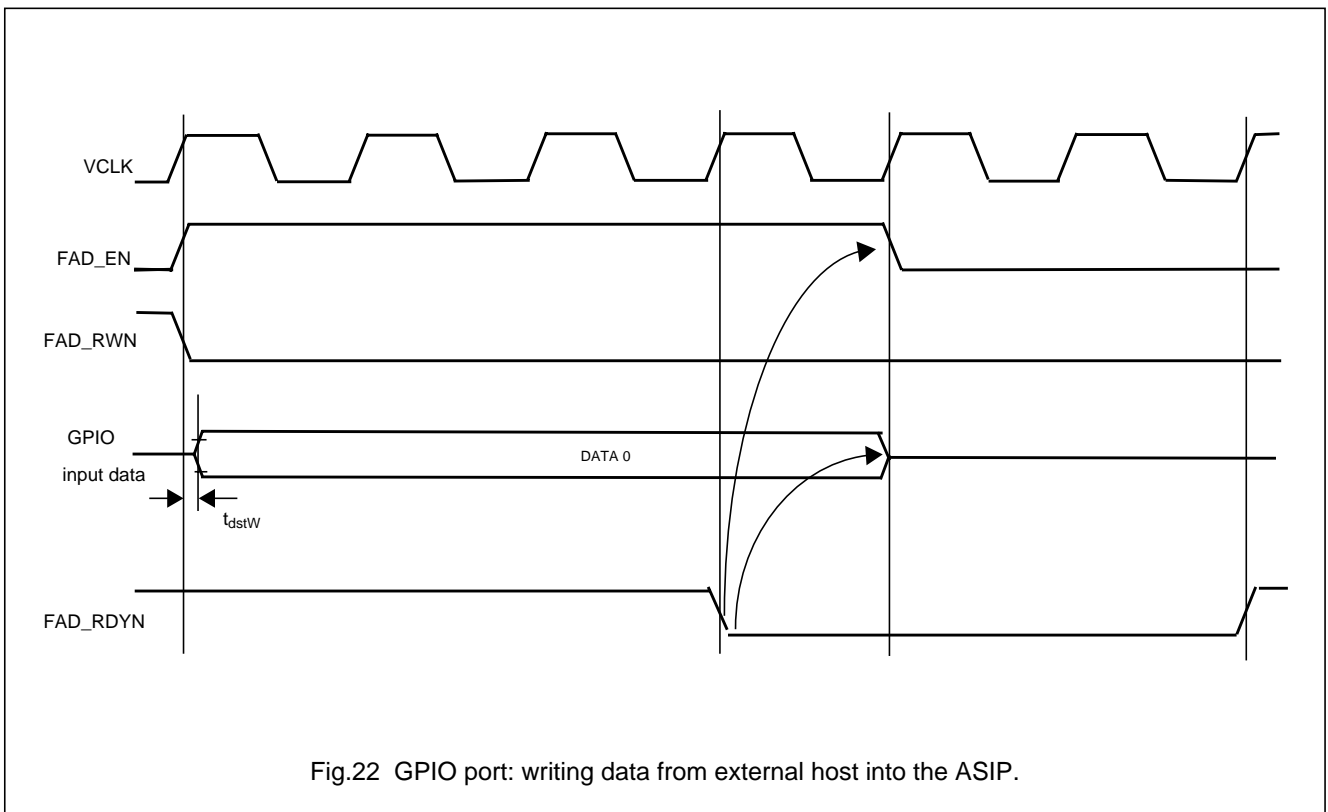 VCLK
FAD_EN
FAD_RWN
GPIO
input data
DATA 0
tdstW
FAD_RDYN
Fig.22 GPIO port: writing data from external host into the ASIP.